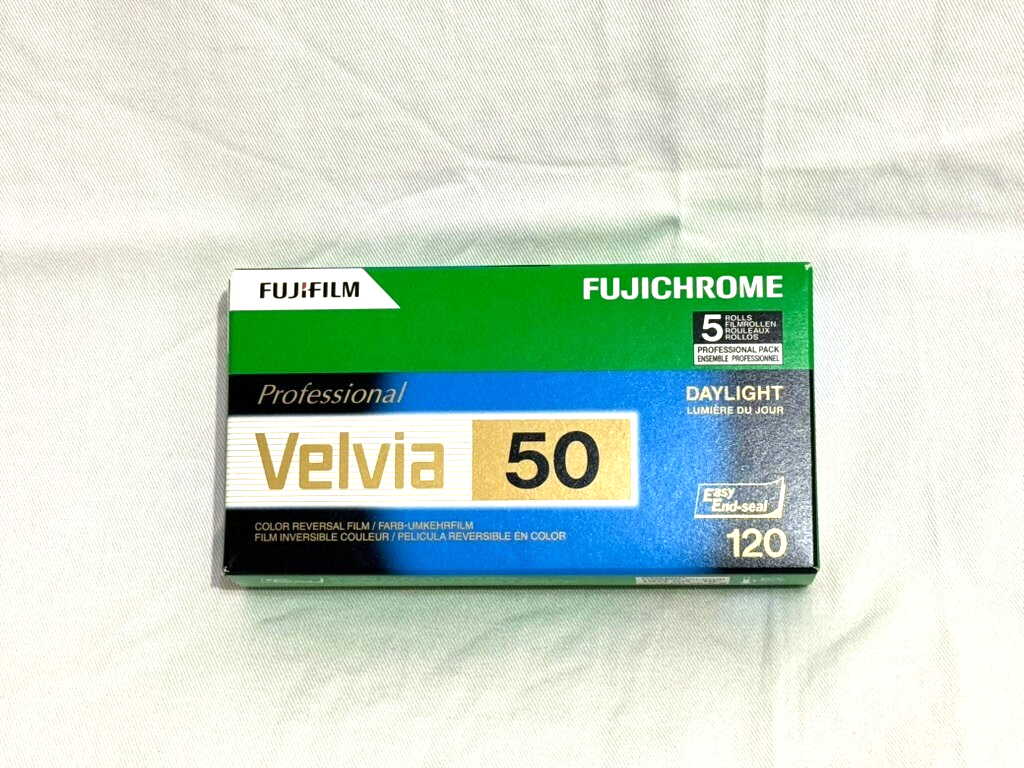 FUJIFILM
FUJICHROME
5 ROLLS
FILMROLLEN
ROULEAUX
ROLLOS
PROFESSIONAL PACK
ENSEMBLE PROFESSIONNEL
Professional
DAYLIGHT
LUMIÈRE DU JOUR
Velvia 50
Easy
End-seal
COLOR REVERSAL FILM / FARB-UMKEHRFILM
FILM INVERSIBLE COULEUR / PELICULA REVERSIBLE EN COLOR
120